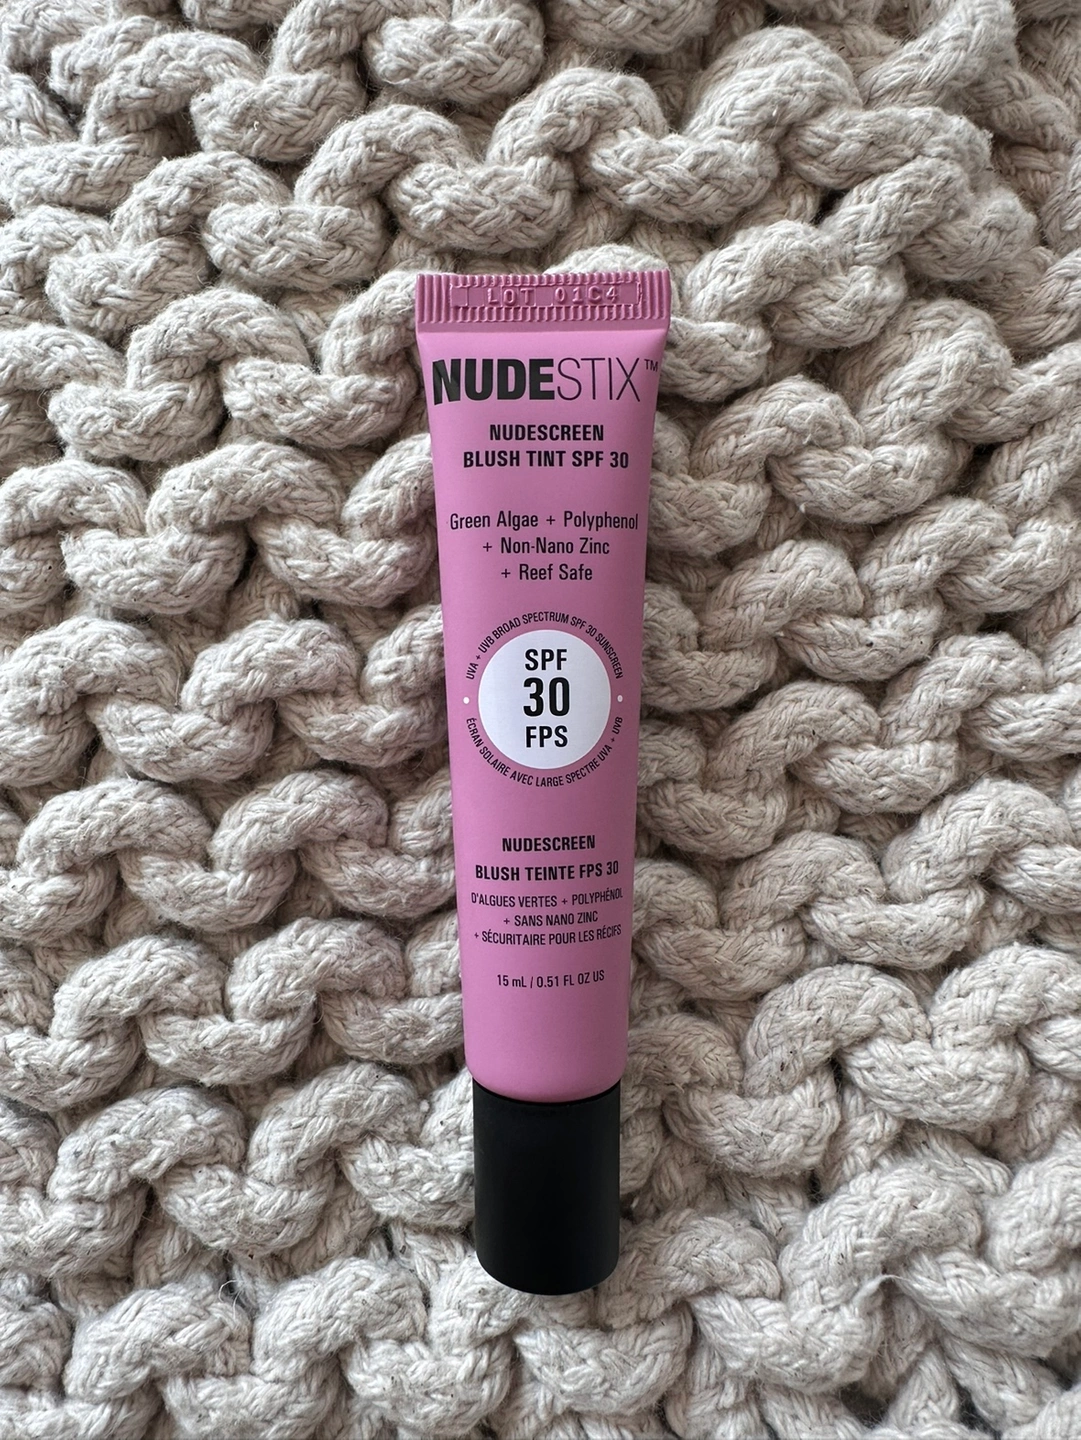 LOT 01C4
NUDESTIX™
NUDESCREEN
BLUSH TINT SPF 30
Green Algae + Polyphenol
+ Non-Nano Zinc
+ Reef Safe
UVA + UVB BROAD SPECTRUM SPF 30 SUNSCREEN
SPF
30
FPS
ÉCRAN SOLAIRE AVEC LARGE SPECTRE UVA + UVB
NUDESCREEN
BLUSH TEINTE FPS 30
D'ALGUES VERTES + POLYPHÉNOL
+ SANS NANO ZINC
+ SÉCURITAIRE POUR LES RÉCIFS
15 mL / 0.51 FL OZ US